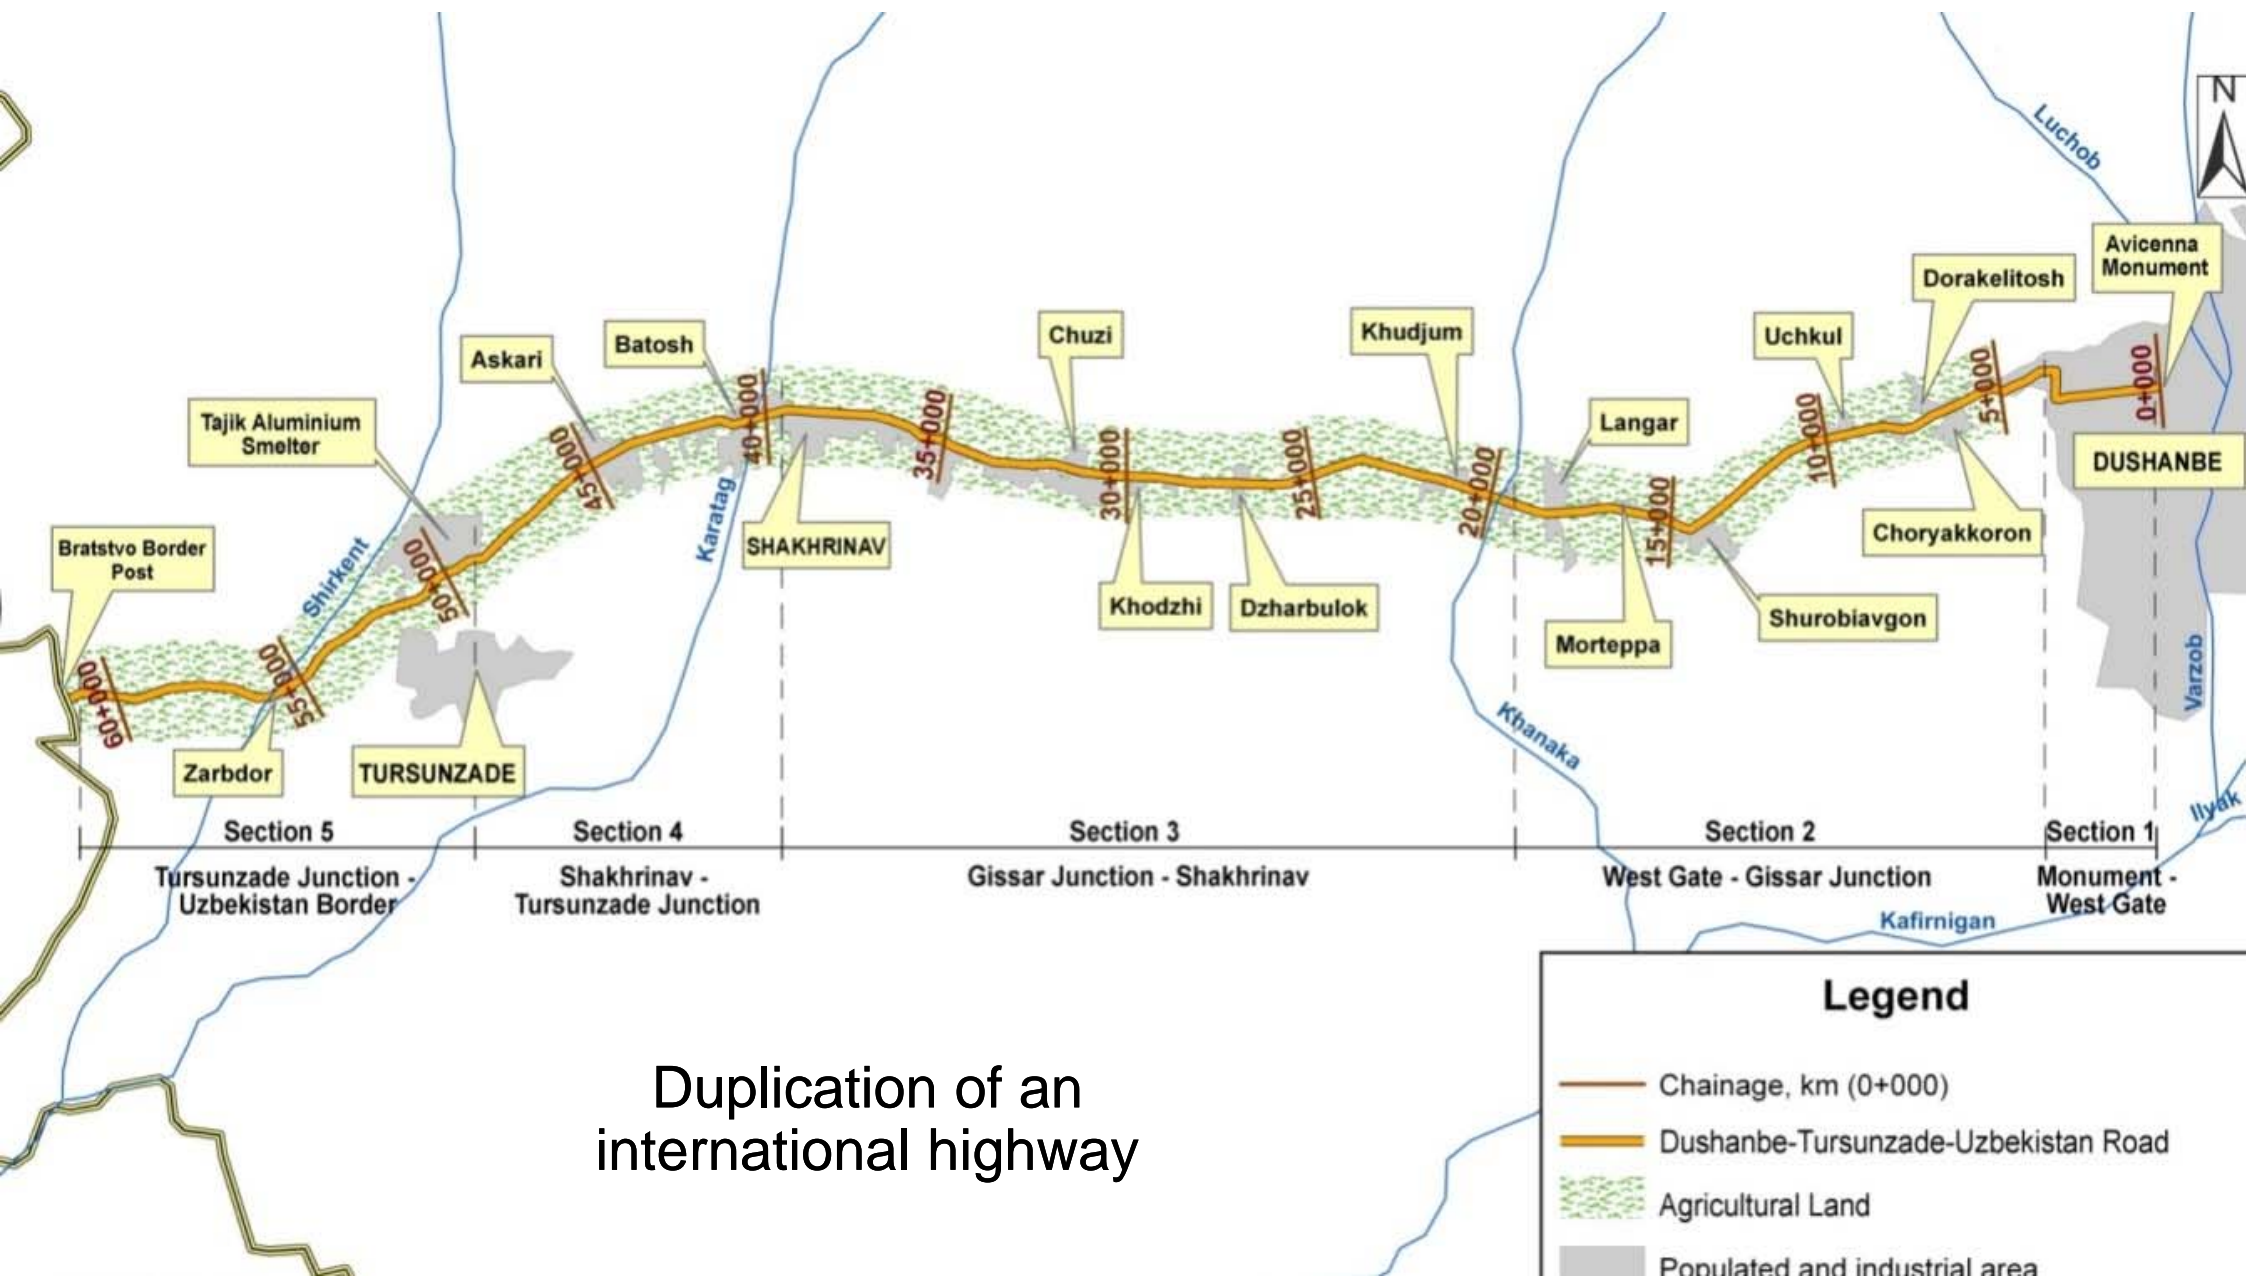 N
Luchob
Avicenna
Monument
Dorakelitosh
Uchkul
Khudjum
Chuzi
Batosh
Askari
Langar
Tajik Aluminium
Smelter
0+000
5+000
10+000
15+000
20+000
25+000
30+000
35+000
40+000
45+000
50+000
55+000
60+000
DUSHANBE
Choryakkoron
Shurobiavgon
Morteppa
Dzharbulok
Khodzhi
SHAKHRINAV
Karatag
Shirkent
Bratstvo Border
Post
Zarbdor
TURSUNZADE
Khanaka
Varzob
Ilyak
Section 5
Section 4
Section 3
Section 2
Section 1
Tursunzade Junction -
Uzbekistan Border
Shakhrinav -
Tursunzade Junction
Gissar Junction - Shakhrinav
West Gate - Gissar Junction
Monument -
West Gate
Kafirnigan
Legend
Chainage, km (0+000)
Dushanbe-Tursunzade-Uzbekistan Road
Agricultural Land
Populated and industrial area
Duplication of an
international highway